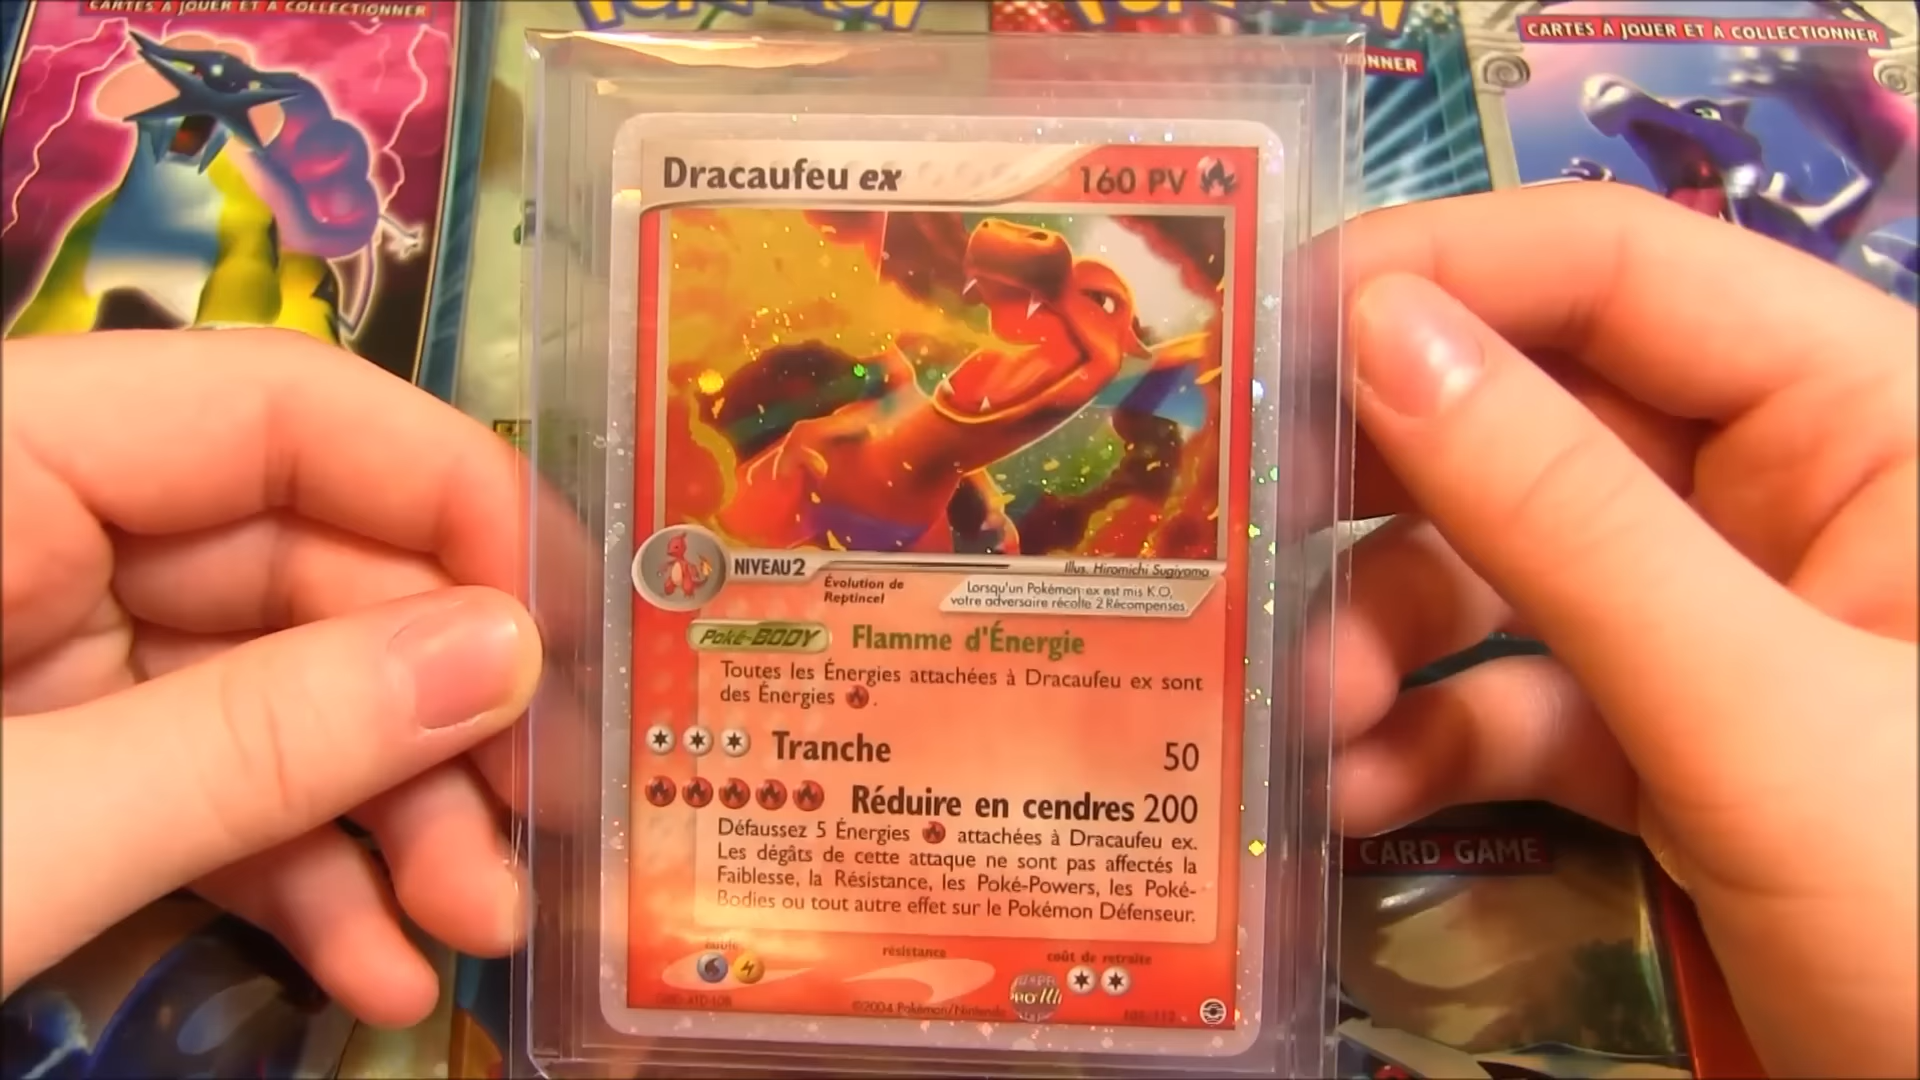 CARTES À JOUER ET À COLLECTIONNER
CARTES À JOUER ET À COLLECTIONNER
Dracaufeu ex 160 PV
NIVEAU 2
Illus. Hiromichi Sugiyama
Évolution de
Reptincel
Lorsqu'un Pokémon-ex est mis K.O.
votre adversaire récolte 2 Récompenses.
Poké-BODY Flamme d'Énergie
Toutes les Énergies attachées à Dracaufeu ex sont
des Énergies .
Tranche 50
Réduire en cendres 200
Défaussez 5 Énergies attachées à Dracaufeu ex.
Les dégâts de cette attaque ne sont pas affectés la
Faiblesse, la Résistance, les Poké-Powers, les Poké-
Bodies ou tout autre effet sur le Pokémon Défenseur.
résistance coût de retraite
©2004 Pokémon/Nintendo
CARD GAME